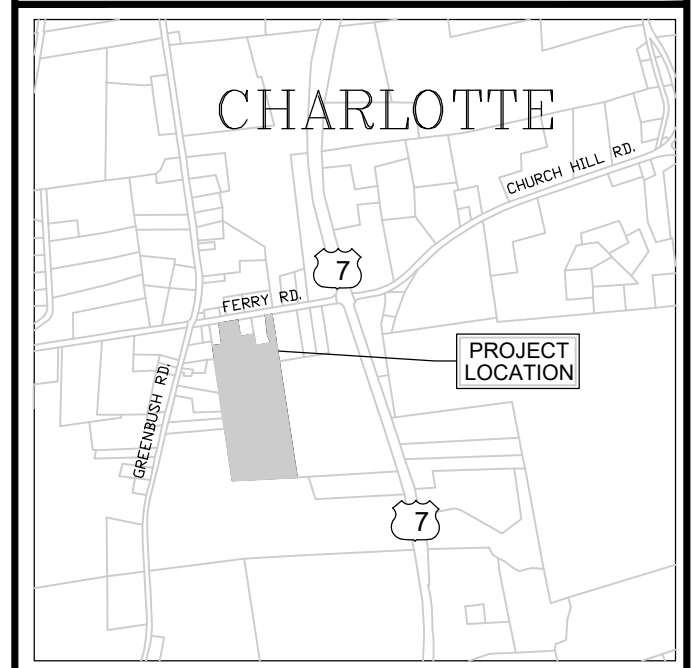 CHARLOTTE
CHURCH HILL RD.
7
FERRY RD.
PROJECT
LOCATION
GREENBUSH RD.
7